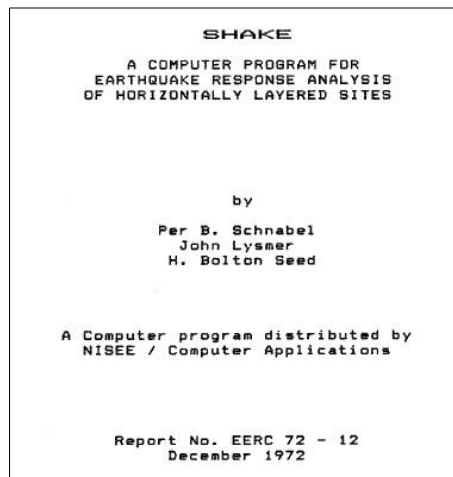 SHAKE
A COMPUTER PROGRAM FOR
EARTHQUAKE RESPONSE ANALYSIS
OF HORIZONTALLY LAYERED SITES
by
Per B. Schnabel
John Lysmer
H. Bolton Seed
A Computer program distributed by
NISEE / Computer Applications
Report No. EERC 72 - 12
December 1972